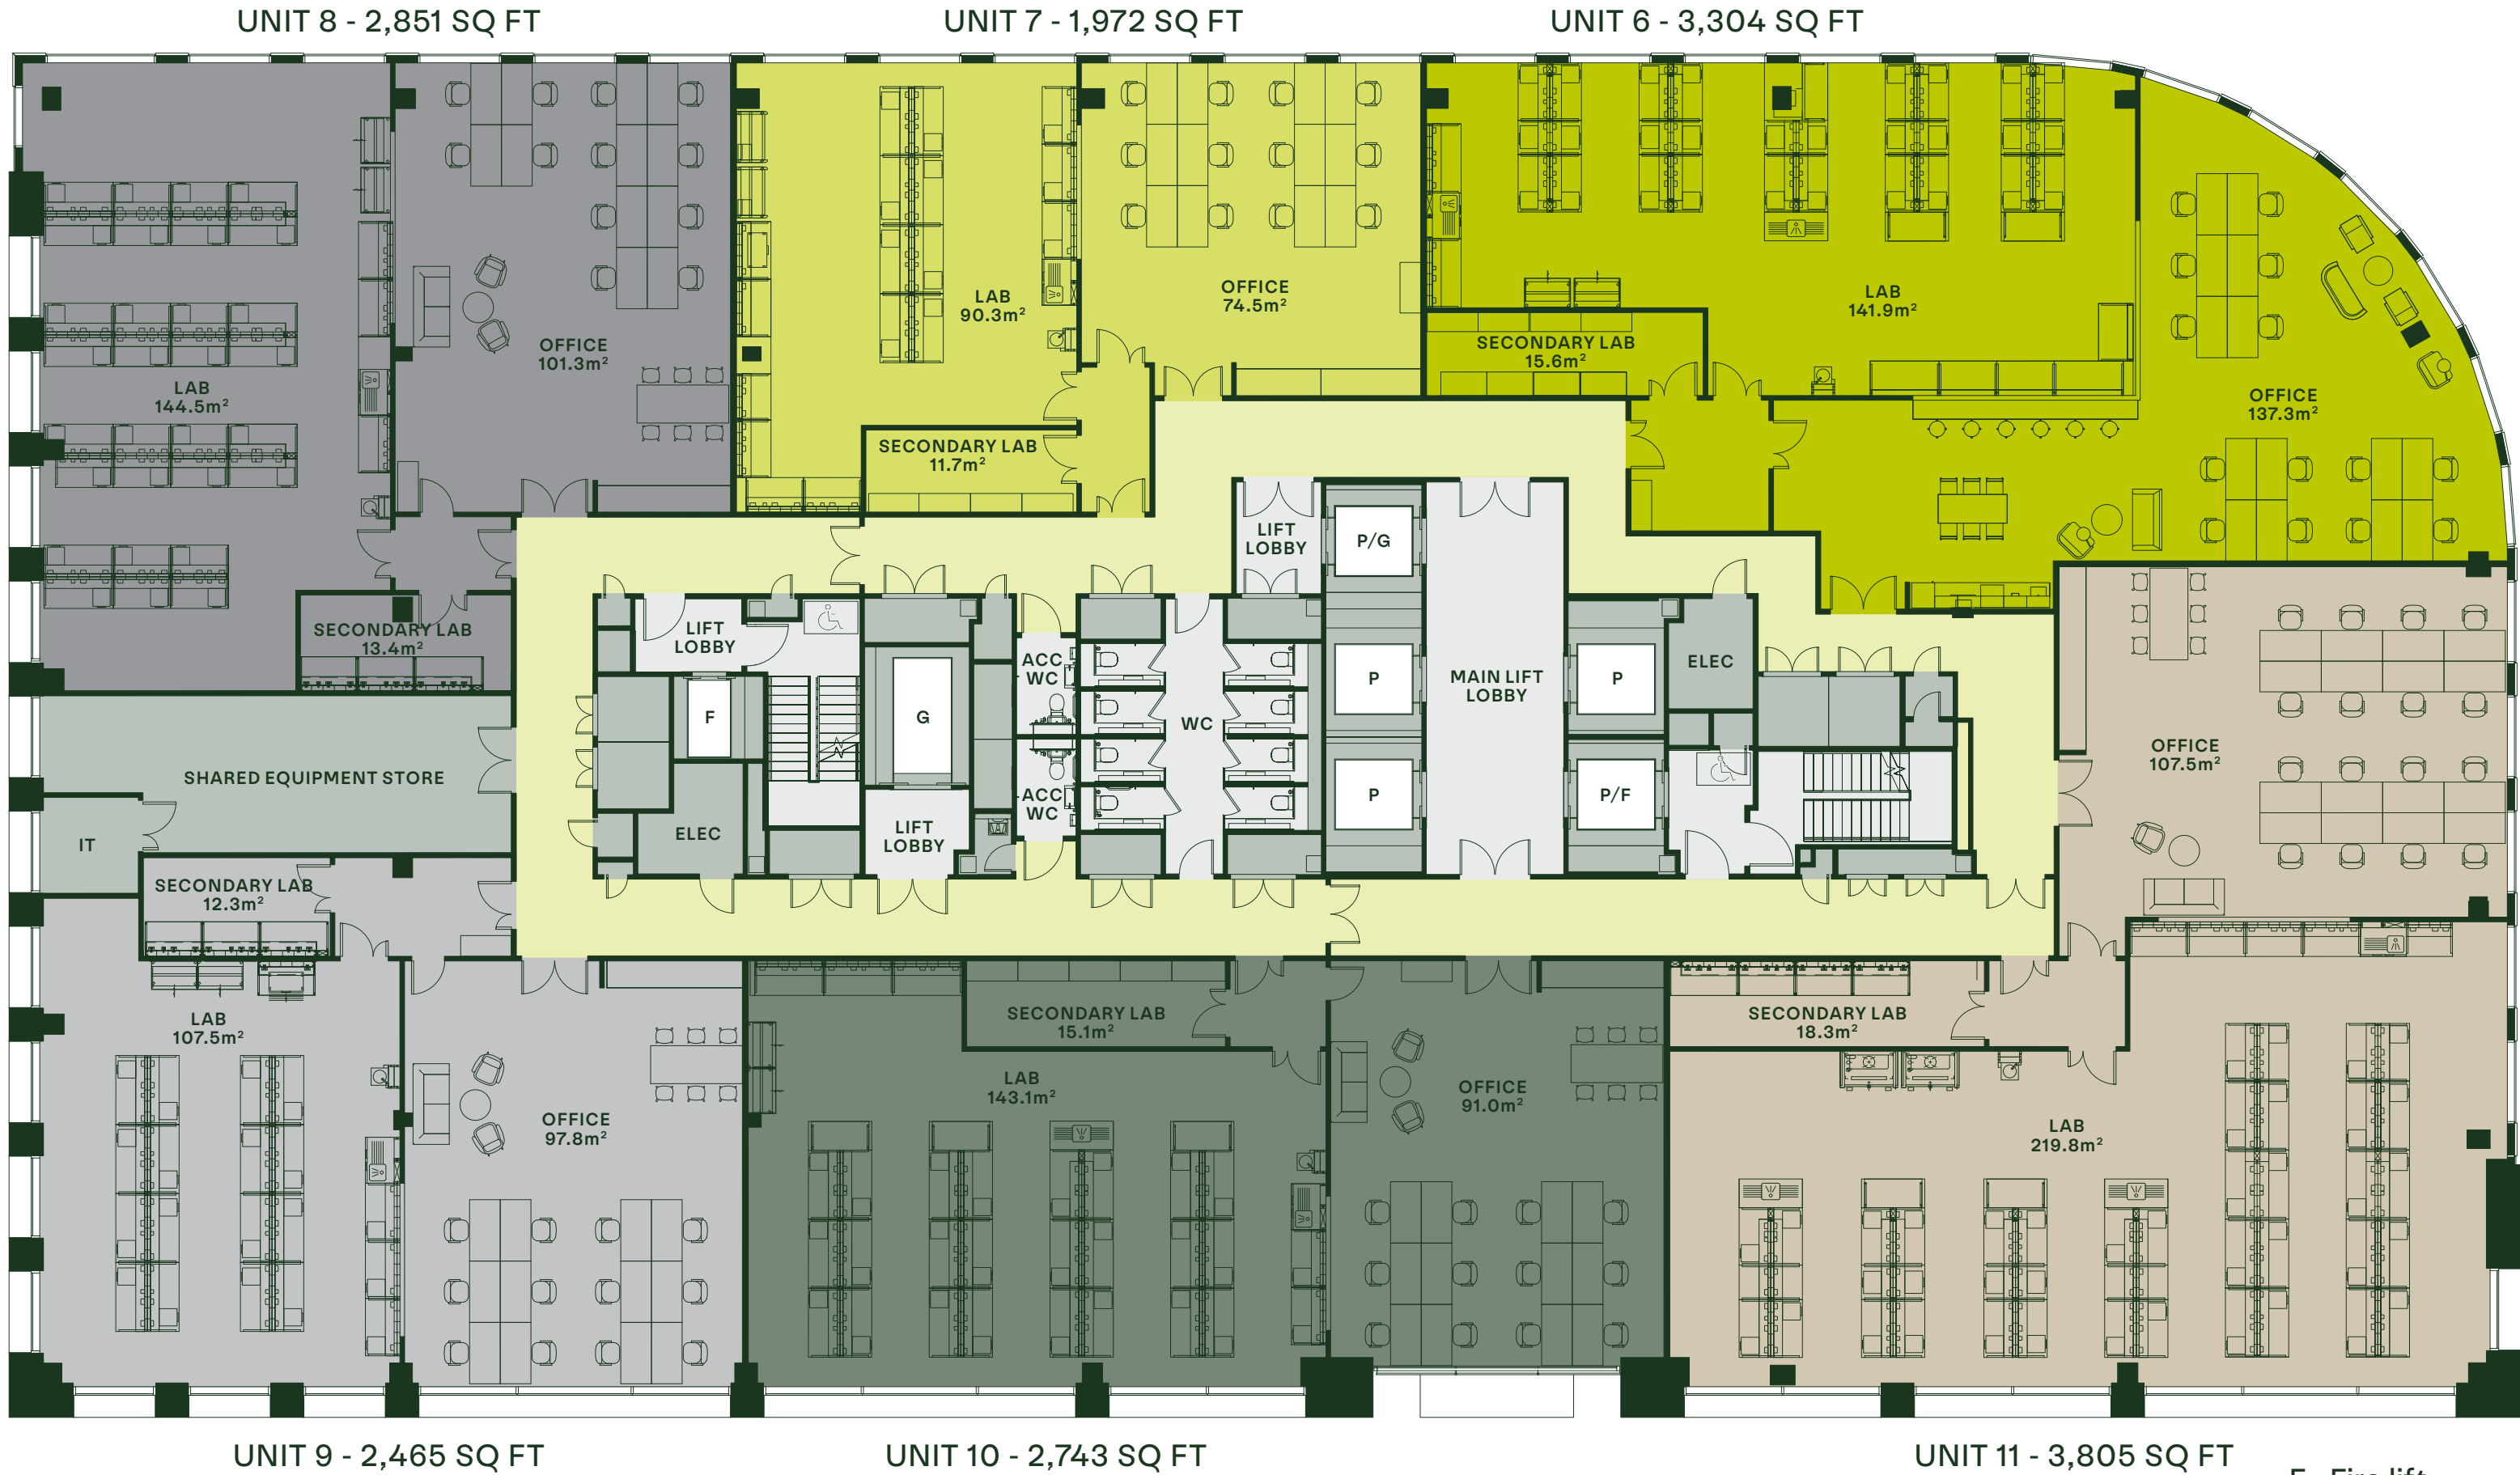 UNIT 8 - 2,851 SQ FT
UNIT 7 - 1,972 SQ FT
UNIT 6 - 3,304 SQ FT
LAB
144.5m²
OFFICE
101.3m²
SECONDARY LAB
13.4m²
LAB
90.3m²
SECONDARY LAB
11.7m²
OFFICE
74.5m²
SECONDARY LAB
15.6m²
LAB
141.9m²
OFFICE
137.3m²
LIFT
LOBBY
P/G
LIFT
LOBBY
ACC
WC
ELEC
F
G
WC
P
MAIN LIFT
LOBBY
P
SHARED EQUIPMENT STORE
IT
ELEC
LIFT
LOBBY
ACC
WC
P
P/F
OFFICE
107.5m²
SECONDARY LAB
12.3m²
LAB
107.5m²
OFFICE
97.8m²
SECONDARY LAB
15.1m²
LAB
143.1m²
OFFICE
91.0m²
SECONDARY LAB
18.3m²
LAB
219.8m²
UNIT 9 - 2,465 SQ FT
UNIT 10 - 2,743 SQ FT
UNIT 11 - 3,805 SQ FT
F - Fire lift